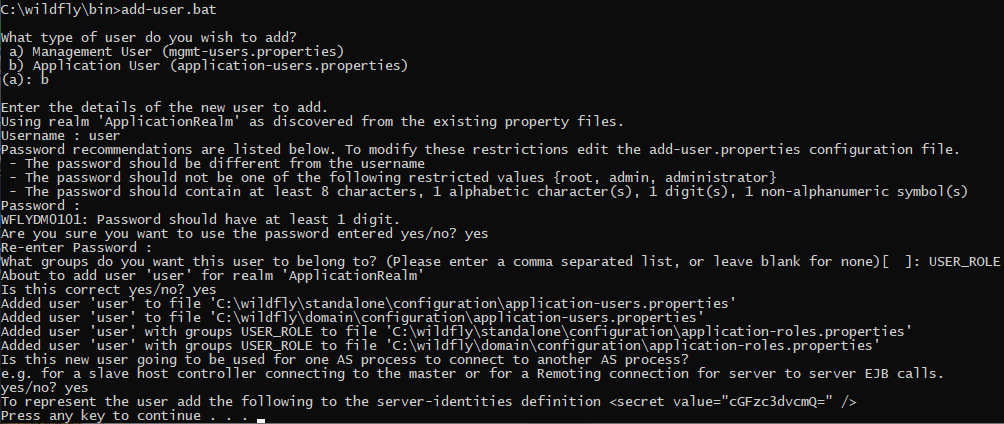 C:\wildfly\bin>add-user.bat
What type of user do you wish to add?
a) Management User (mgmt-users.properties)
b) Application User (application-users.properties)
(a): b
Enter the details of the new user to add.
Using realm 'ApplicationRealm' as discovered from the existing property files.
Username : user
Password recommendations are listed below. To modify these restrictions edit the add-user.properties configuration file.
- The password should be different from the username
- The password should not be one of the following restricted values {root, admin, administrator}
- The password should contain at least 8 characters, 1 alphabetic character(s), 1 digit(s), 1 non-alphanumeric symbol(s)
Password :
WFLYDM0101: Password should have at least 1 digit.
Are you sure you want to use the password entered yes/no? yes
Re-enter Password :
What groups do you want this user to belong to? (Please enter a comma separated list, or leave blank for none)[  ]: USER_ROLE
About to add user 'user' for realm 'ApplicationRealm'
Is this correct yes/no? yes
Added user 'user' to file 'C:\wildfly\standalone\configuration\application-users.properties'
Added user 'user' to file 'C:\wildfly\domain\configuration\application-users.properties'
Added user 'user' with groups USER_ROLE to file 'C:\wildfly\standalone\configuration\application-roles.properties'
Added user 'user' with groups USER_ROLE to file 'C:\wildfly\domain\configuration\application-roles.properties'
Is this new user going to be used for one AS process to connect to another AS process?
e.g. for a slave host controller connecting to the master or for a Remoting connection for server to server EJB calls.
yes/no? yes
To represent the user add the following to the server-identities definition <secret value="cGFzc3dvcmQ=" />
Press any key to continue . . .